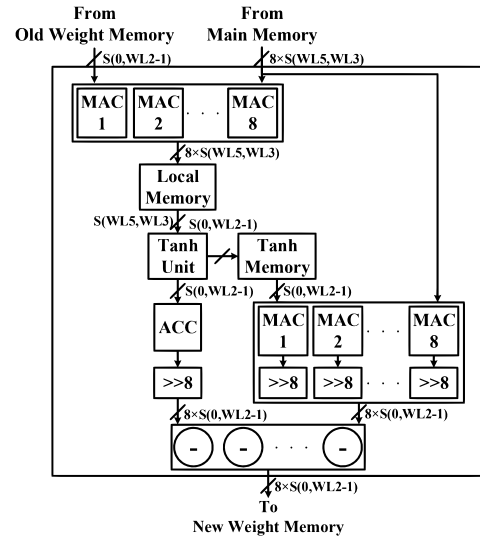 From
Old Weight Memory
From
Main Memory
S(0,WL2-1)
8×S(WL5,WL3)
MAC
1
MAC
2
. . .
MAC
8
8×S(WL5,WL3)
Local
Memory
S(WL5,WL3)
S(0,WL2-1)
Tanh
Unit
Tanh
Memory
S(0,WL2-1)
S(0,WL2-1)
ACC
MAC
1
MAC
2
. . .
MAC
8
>>8
>>8
>>8
. . .
>>8
8×S(0,WL2-1)
8×S(0,WL2-1)
-
-
. . .
-
8×S(0,WL2-1)
To
New Weight Memory